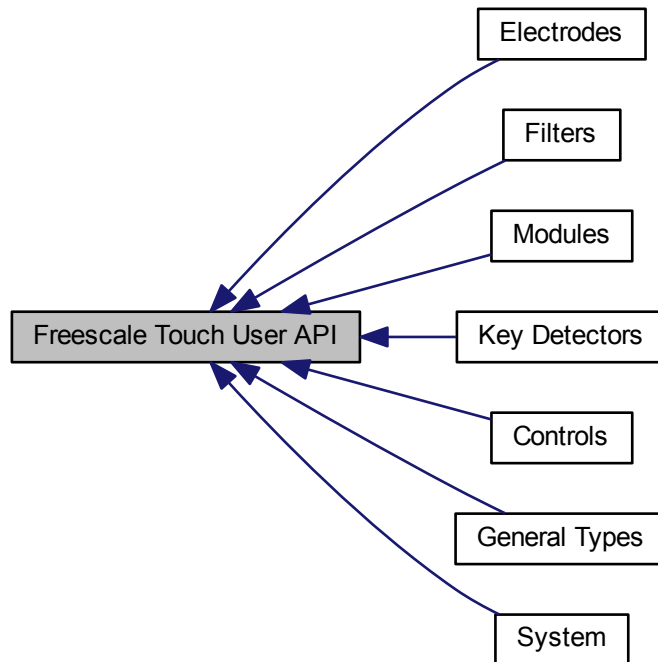 Electrodes
Filters
Modules
Freescale Touch User API
Key Detectors
Controls
General Types
System